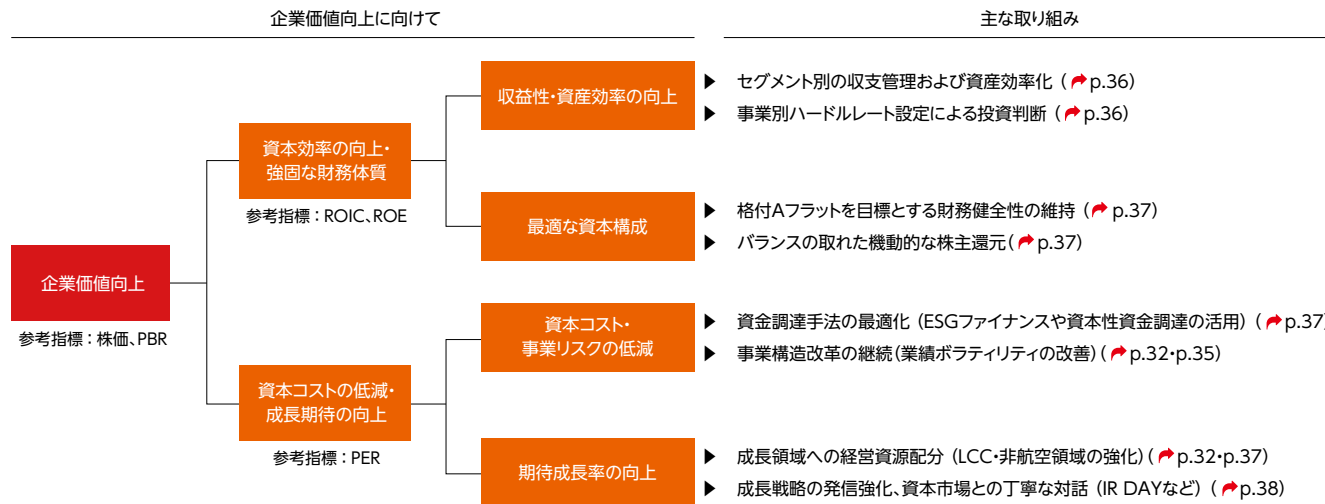 企業価値向上に向けて
主な取り組み
企業価値向上
参考指標：株価、PBR
資本効率の向上・
強固な財務体質
参考指標：ROIC、ROE
収益性・資産効率の向上
▶ セグメント別の収支管理および資産効率化（p.36）
▶ 事業別ハードルレート設定による投資判断（p.36）
最適な資本構成
▶ 格付Aフラットを目標とする財務健全性の維持（p.37）
▶ バランスの取れた機動的な株主還元（p.37）
資本コストの低減・
成長期待の向上
参考指標：PER
資本コスト・
事業リスクの低減
▶ 資金調達手法の最適化（ESGファイナンスや資本性資金調達の活用）（p.37）
▶ 事業構造改革の継続（業績ボラティリティの改善）（p.32・p.35）
期待成長率の向上
▶ 成長領域への経営資源配分（LCC・非航空領域の強化）（p.32・p.37）
▶ 成長戦略の発信強化、資本市場との丁寧な対話（IR DAYなど）（p.38）